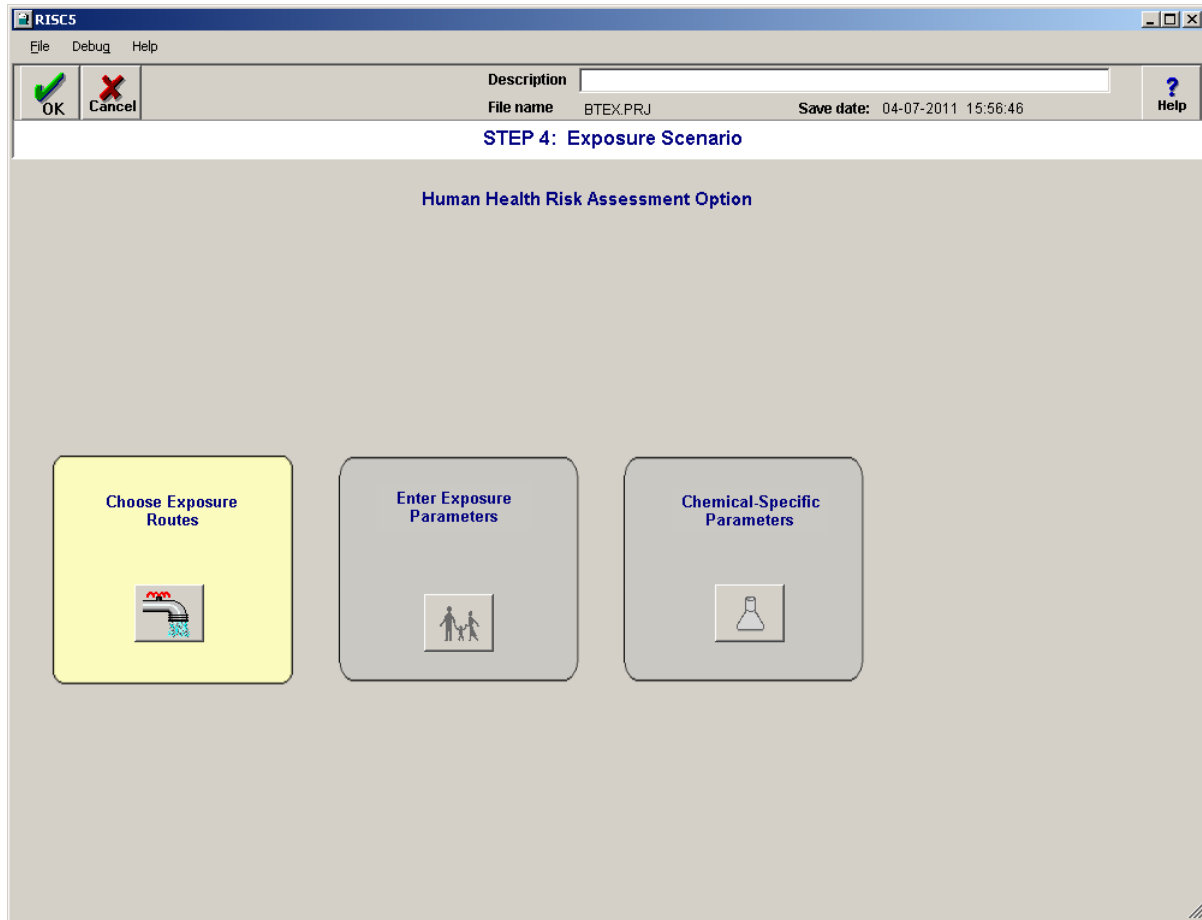 RISC5
File Debug Help
OK Cancel Description Help
File name BTEX.PRJ Save date: 04-07-2011 15:56:46
STEP 4: Exposure Scenario
Human Health Risk Assessment Option
Choose Exposure
Routes
Enter Exposure
Parameters
Chemical-Specific
Parameters